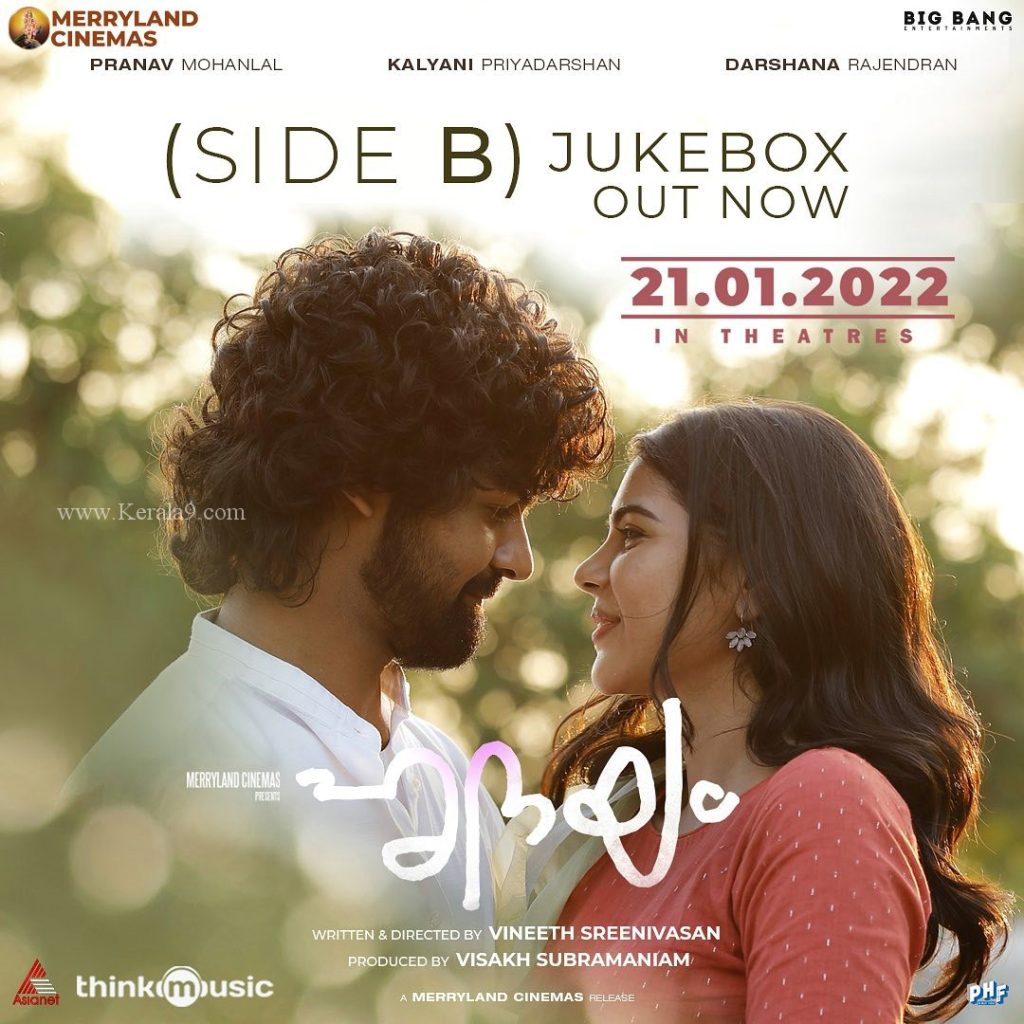 MERRYLAND
CINEMAS
BIG BANG
ENTERTAINMENTS
PRANAV MOHANLAL
KALYANI PRIYADARSHAN
DARSHANA RAJENDRAN
(SIDE B) JUKEBOX
OUT NOW
21.01.2022
IN THEATRES
www.Kerala9.com
MERRYLAND CINEMAS
PRESENTS
ഹൃദയം
WRITTEN & DIRECTED BY VINEETH SREENIVASAN
PRODUCED BY VISAKH SUBRAMANIAM
Asianet
thinkmusic
A MERRYLAND CINEMAS RELEASE
PHF